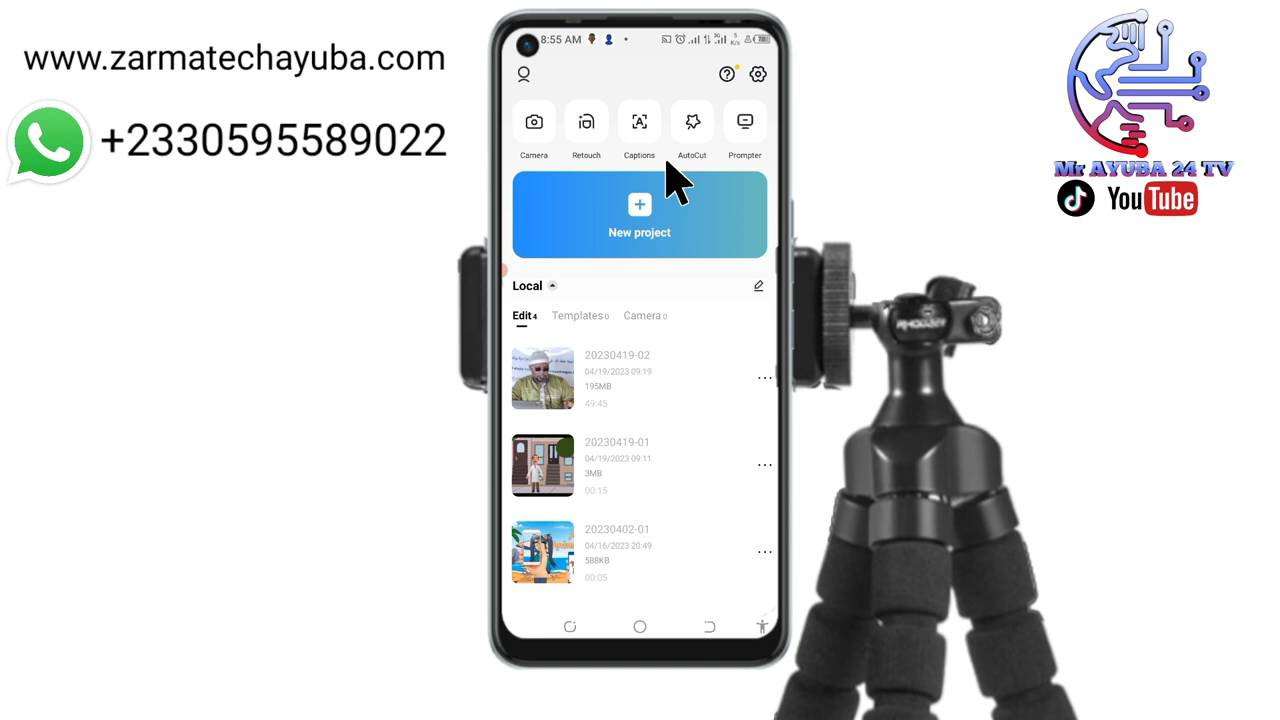 www.zarmatechayuba.com
+2330595589022
Mr AYUBA 24 TV
YouTube
8:55 AM
Camera
Retouch
Captions
AutoCut
Prompter
New project
Local
Edit 4
Templates 0
Camera 0
20230419-02
04/19/2023 09:19
195MB
49:45
20230419-01
04/19/2023 09:11
3MB
00:15
20230402-01
04/16/2023 20:49
588KB
00:05